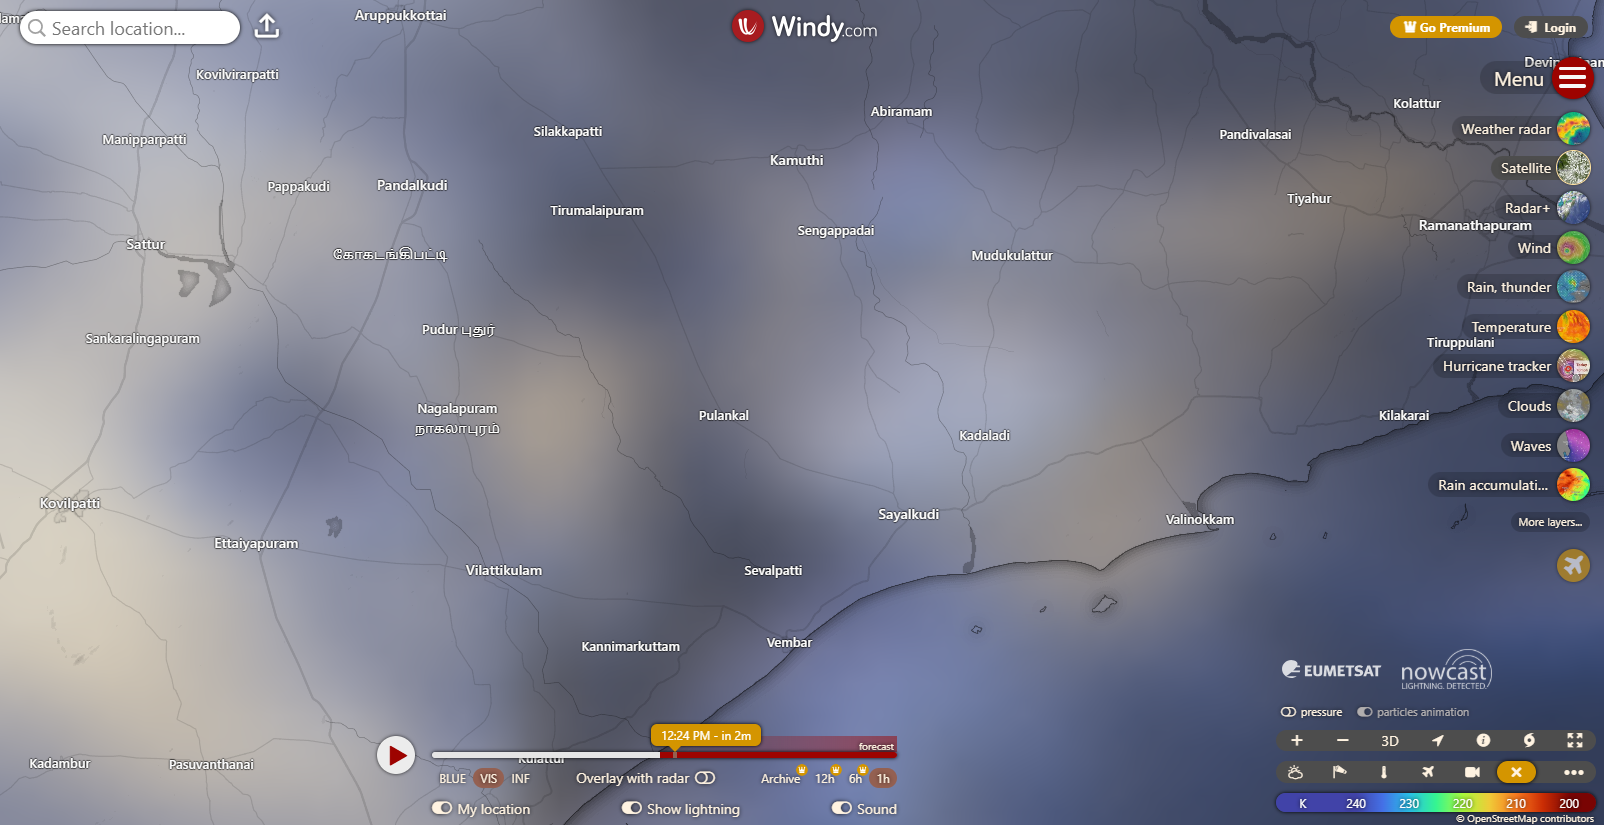 Aruppukkottai
Search location...
Windy.com
Go Premium
Login
Kovilvirarpatti
Menu
Kolattur
Abiramam
Manipparpatti
Silakkapatti
Pandivalasai
Weather radar
Kamuthi
Satellite
Pappakudi
Pandalkudi
Tirumalaipuram
Tiyahur
Radar+
Sengappadai
Ramanathapuram
Sattur
கோகடங்கிபட்டி
Mudukulattur
Wind
Rain, thunder
Sankaralingapuram
Pudur புதுர்
Temperature
Tiruppulani
Hurricane tracker
Nagalapuram
நாகலாபுரம்
Pulankal
Kilakarai
Clouds
Kadaladi
Waves
Rain accumulati...
Kovilpatti
Sayalkudi
Valinokkam
More layers...
Ettaiyapuram
Vilattikulam
Sevalpatti
Kannimarkuttam
Vembar
EUMETSAT
nowcast
LIGHTNING. DETECTED.
pressure
particles animation
12:24 PM - in 2m
forecast
3D
Kadambur
Pasuvanthanai
BLUE
VIS
INF
Overlay with radar
Archive
12h
6h
1h
My location
Show lightning
Sound
K
240
230
220
210
200
© OpenStreetMap contributors